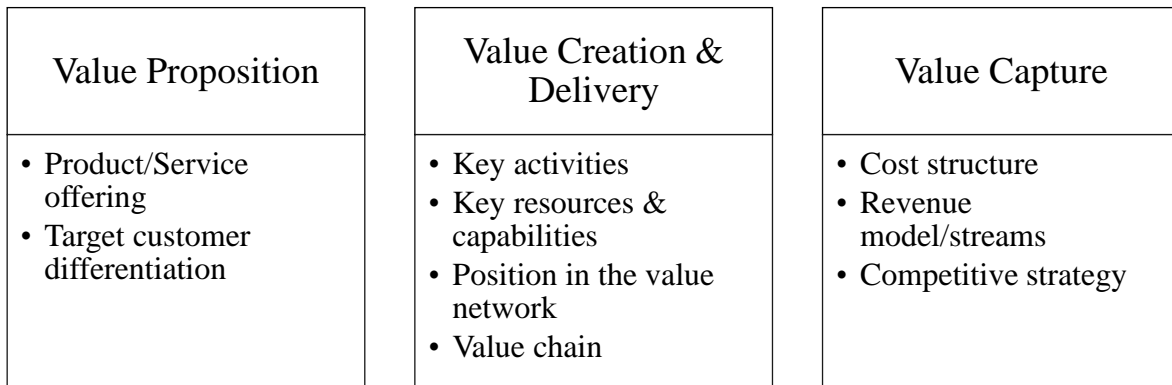 Value Proposition
• Product/Service
offering
• Target customer
differentiation
Value Creation &
Delivery
• Key activities
• Key resources &
capabilities
• Position in the value
network
• Value chain
Value Capture
• Cost structure
• Revenue
model/streams
• Competitive strategy